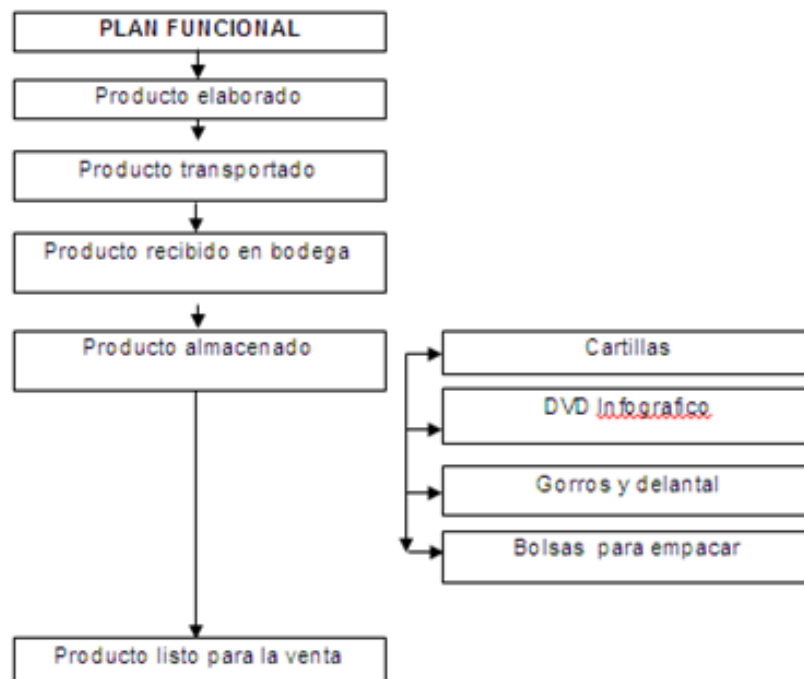 PLAN FUNCIONAL
Producto elaborado
Producto transportado
Producto recibido en bodega
Producto almacenado
Cartillas
DVD Infografico
Gorros y delantal
Bolsas para empacar
Producto listo para la venta